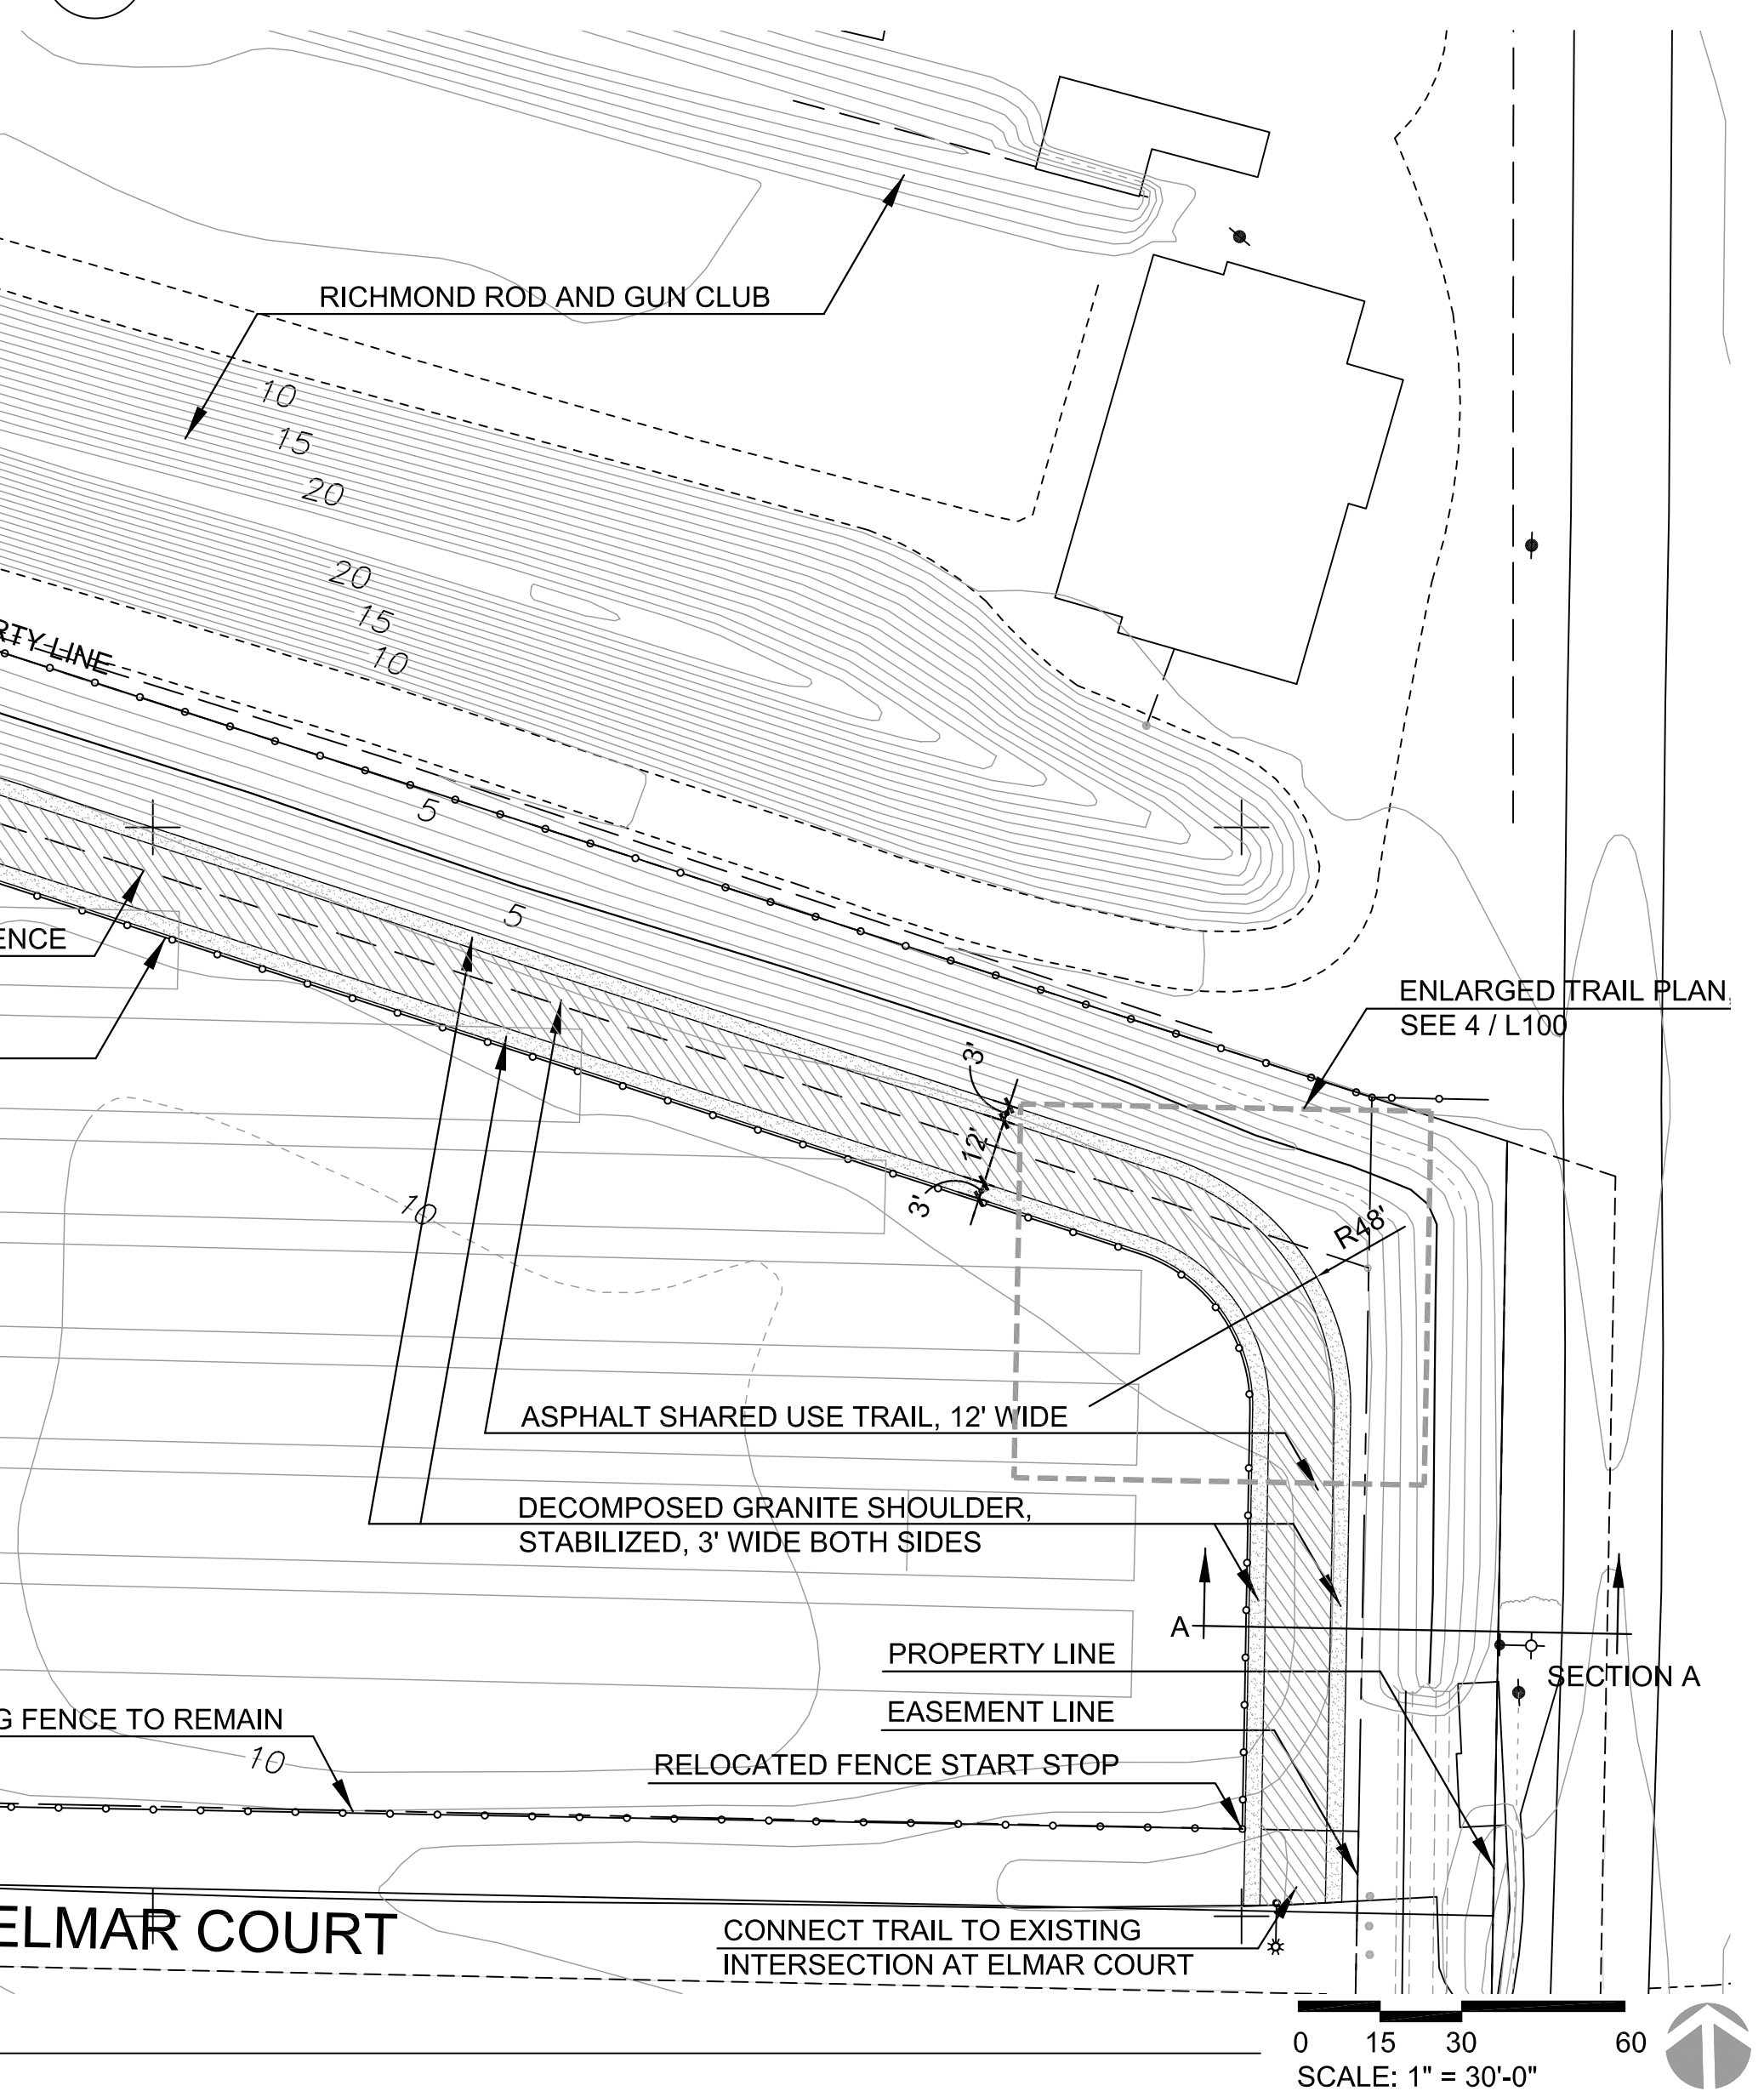 RICHMOND ROD AND GUN CLUB
10
15
20
20
15
10
LINE
5
5
ENLARGED TRAIL PLAN,
SEE 4 / L100
3'
12'
3'
10
R48'
ASPHALT SHARED USE TRAIL, 12' WIDE
DECOMPOSED GRANITE SHOULDER,
STABILIZED, 3' WIDE BOTH SIDES
A
PROPERTY LINE
SECTION A
EASEMENT LINE
FENCE TO REMAIN
10
RELOCATED FENCE START STOP
ELMAR COURT
CONNECT TRAIL TO EXISTING
INTERSECTION AT ELMAR COURT
0 15 30 60
SCALE: 1" = 30'-0"